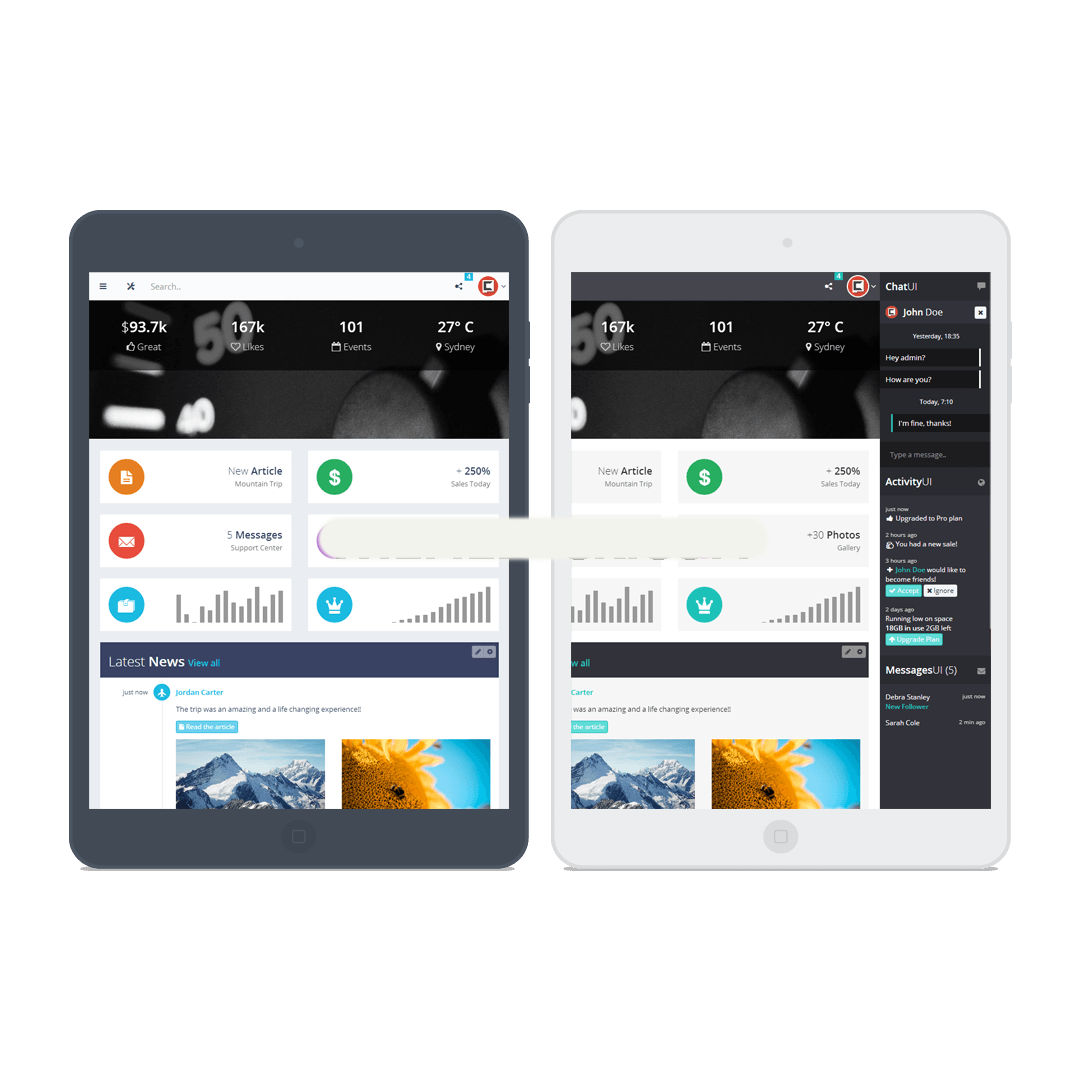 Search..
4
$93.7k
167k
101
27° C
Great
Likes
Events
Sydney
50
40
New Article
Mountain Trip
+ 250%
Sales Today
5 Messages
Support Center
Latest News View all
just now
Jordan Carter
The trip was an amazing and a life changing experience!!
Read the article
4
167k
101
27° C
Likes
Events
Sydney
50
New Article
Mountain Trip
+ 250%
Sales Today
+30 Photos
Gallery
w all
Carter
was an amazing and a life changing experience!!
the article
ChatUI
John Doe
Yesterday, 18:35
Hey admin?
How are you?
Today, 7:10
I'm fine, thanks!
Type a message..
ActivityUI
just now
Upgraded to Pro plan
2 hours ago
You had a new sale!
3 hours ago
John Doe would like to
become friends!
Accept
Ignore
2 days ago
Running low on space
18GB in use 2GB left
Upgrade Plan
MessagesUI (5)
Debra Stanley
just now
New Follower
Sarah Cole
2 min ago